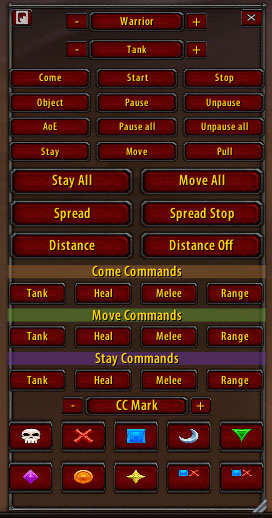 - Warrior +
- Tank +
Come Start Stop
Object Pause Unpause
AoE Pause all Unpause all
Stay Move Pull
Stay All Move All
Spread Spread Stop
Distance Distance Off
Come Commands
Tank Heal Melee Range
Move Commands
Tank Heal Melee Range
Stay Commands
Tank Heal Melee Range
- CC Mark +